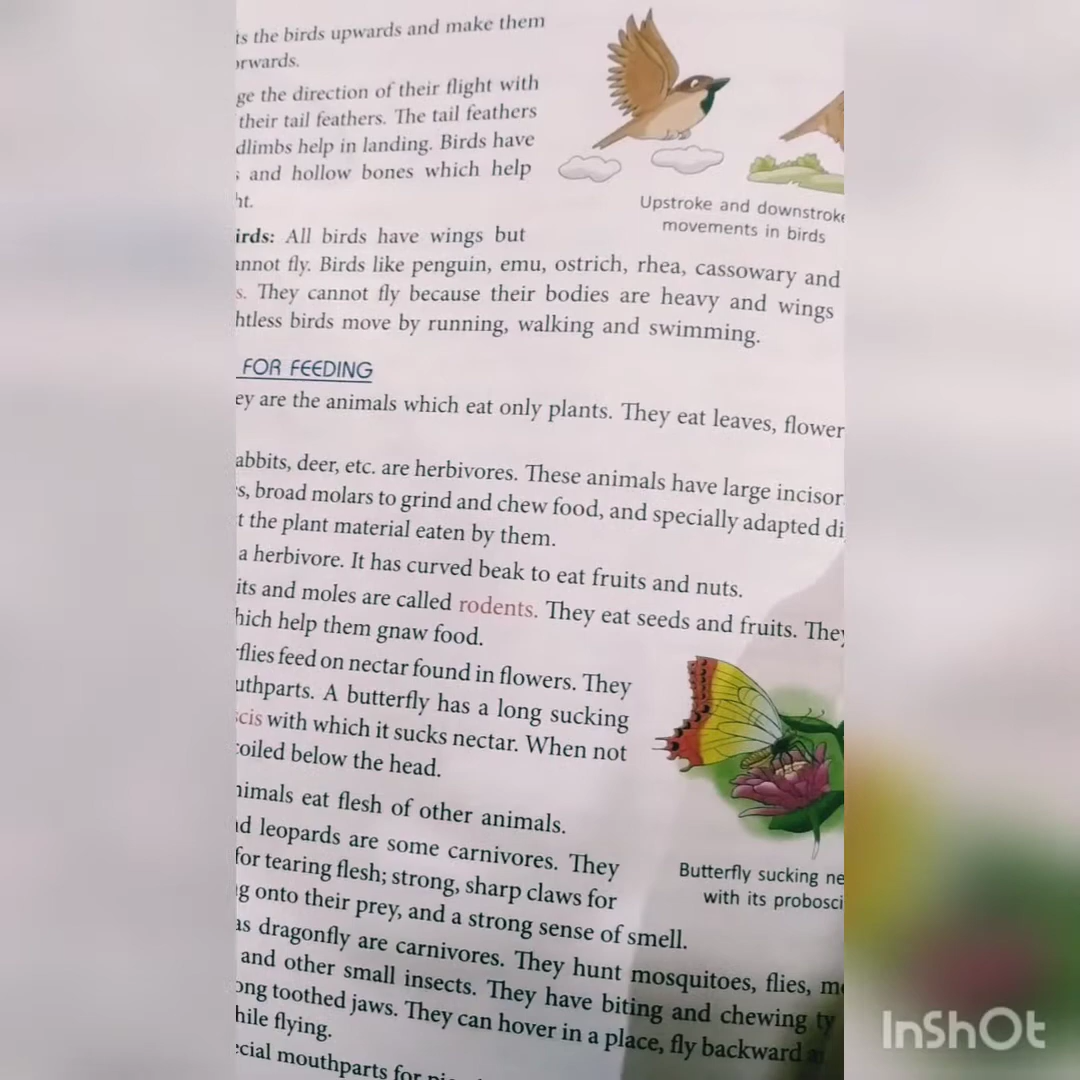 the birds upwards and make them
ge the direction of their flight with
their tail feathers. The tail feathers
dlimbs help in landing. Birds have
and hollow bones which help
ht.
Upstroke and downstroke
movements in birds
irds: All birds have wings but
annot fly. Birds like penguin, emu, ostrich, rhea, cassowary and
s. They cannot fly because their bodies are heavy and wings
htless birds move by running, walking and swimming.
FOR FEEDING
ey are the animals which eat only plants. They eat leaves, flower
abbits, deer, etc. are herbivores. These animals have large incisor
s, broad molars to grind and chew food, and specially adapted di
t the plant material eaten by them.
a herbivore. It has curved beak to eat fruits and nuts.
its and moles are called rodents. They eat seeds and fruits. They
hich help them gnaw food.
flies feed on nectar found in flowers. They
uthparts. A butterfly has a long sucking
scis with which it sucks nectar. When not
coiled below the head.
nimals eat flesh of other animals.
nd leopards are some carnivores. They
for tearing flesh; strong, sharp claws for
g onto their prey, and a strong sense of smell.
Butterfly sucking ne
with its probosci
as dragonfly are carnivores. They hunt mosquitoes, flies, m
and other small insects. They have biting and chewing ty
ong toothed jaws. They can hover in a place, fly backward
hile flying.
ecial mouthparts for
InShOt